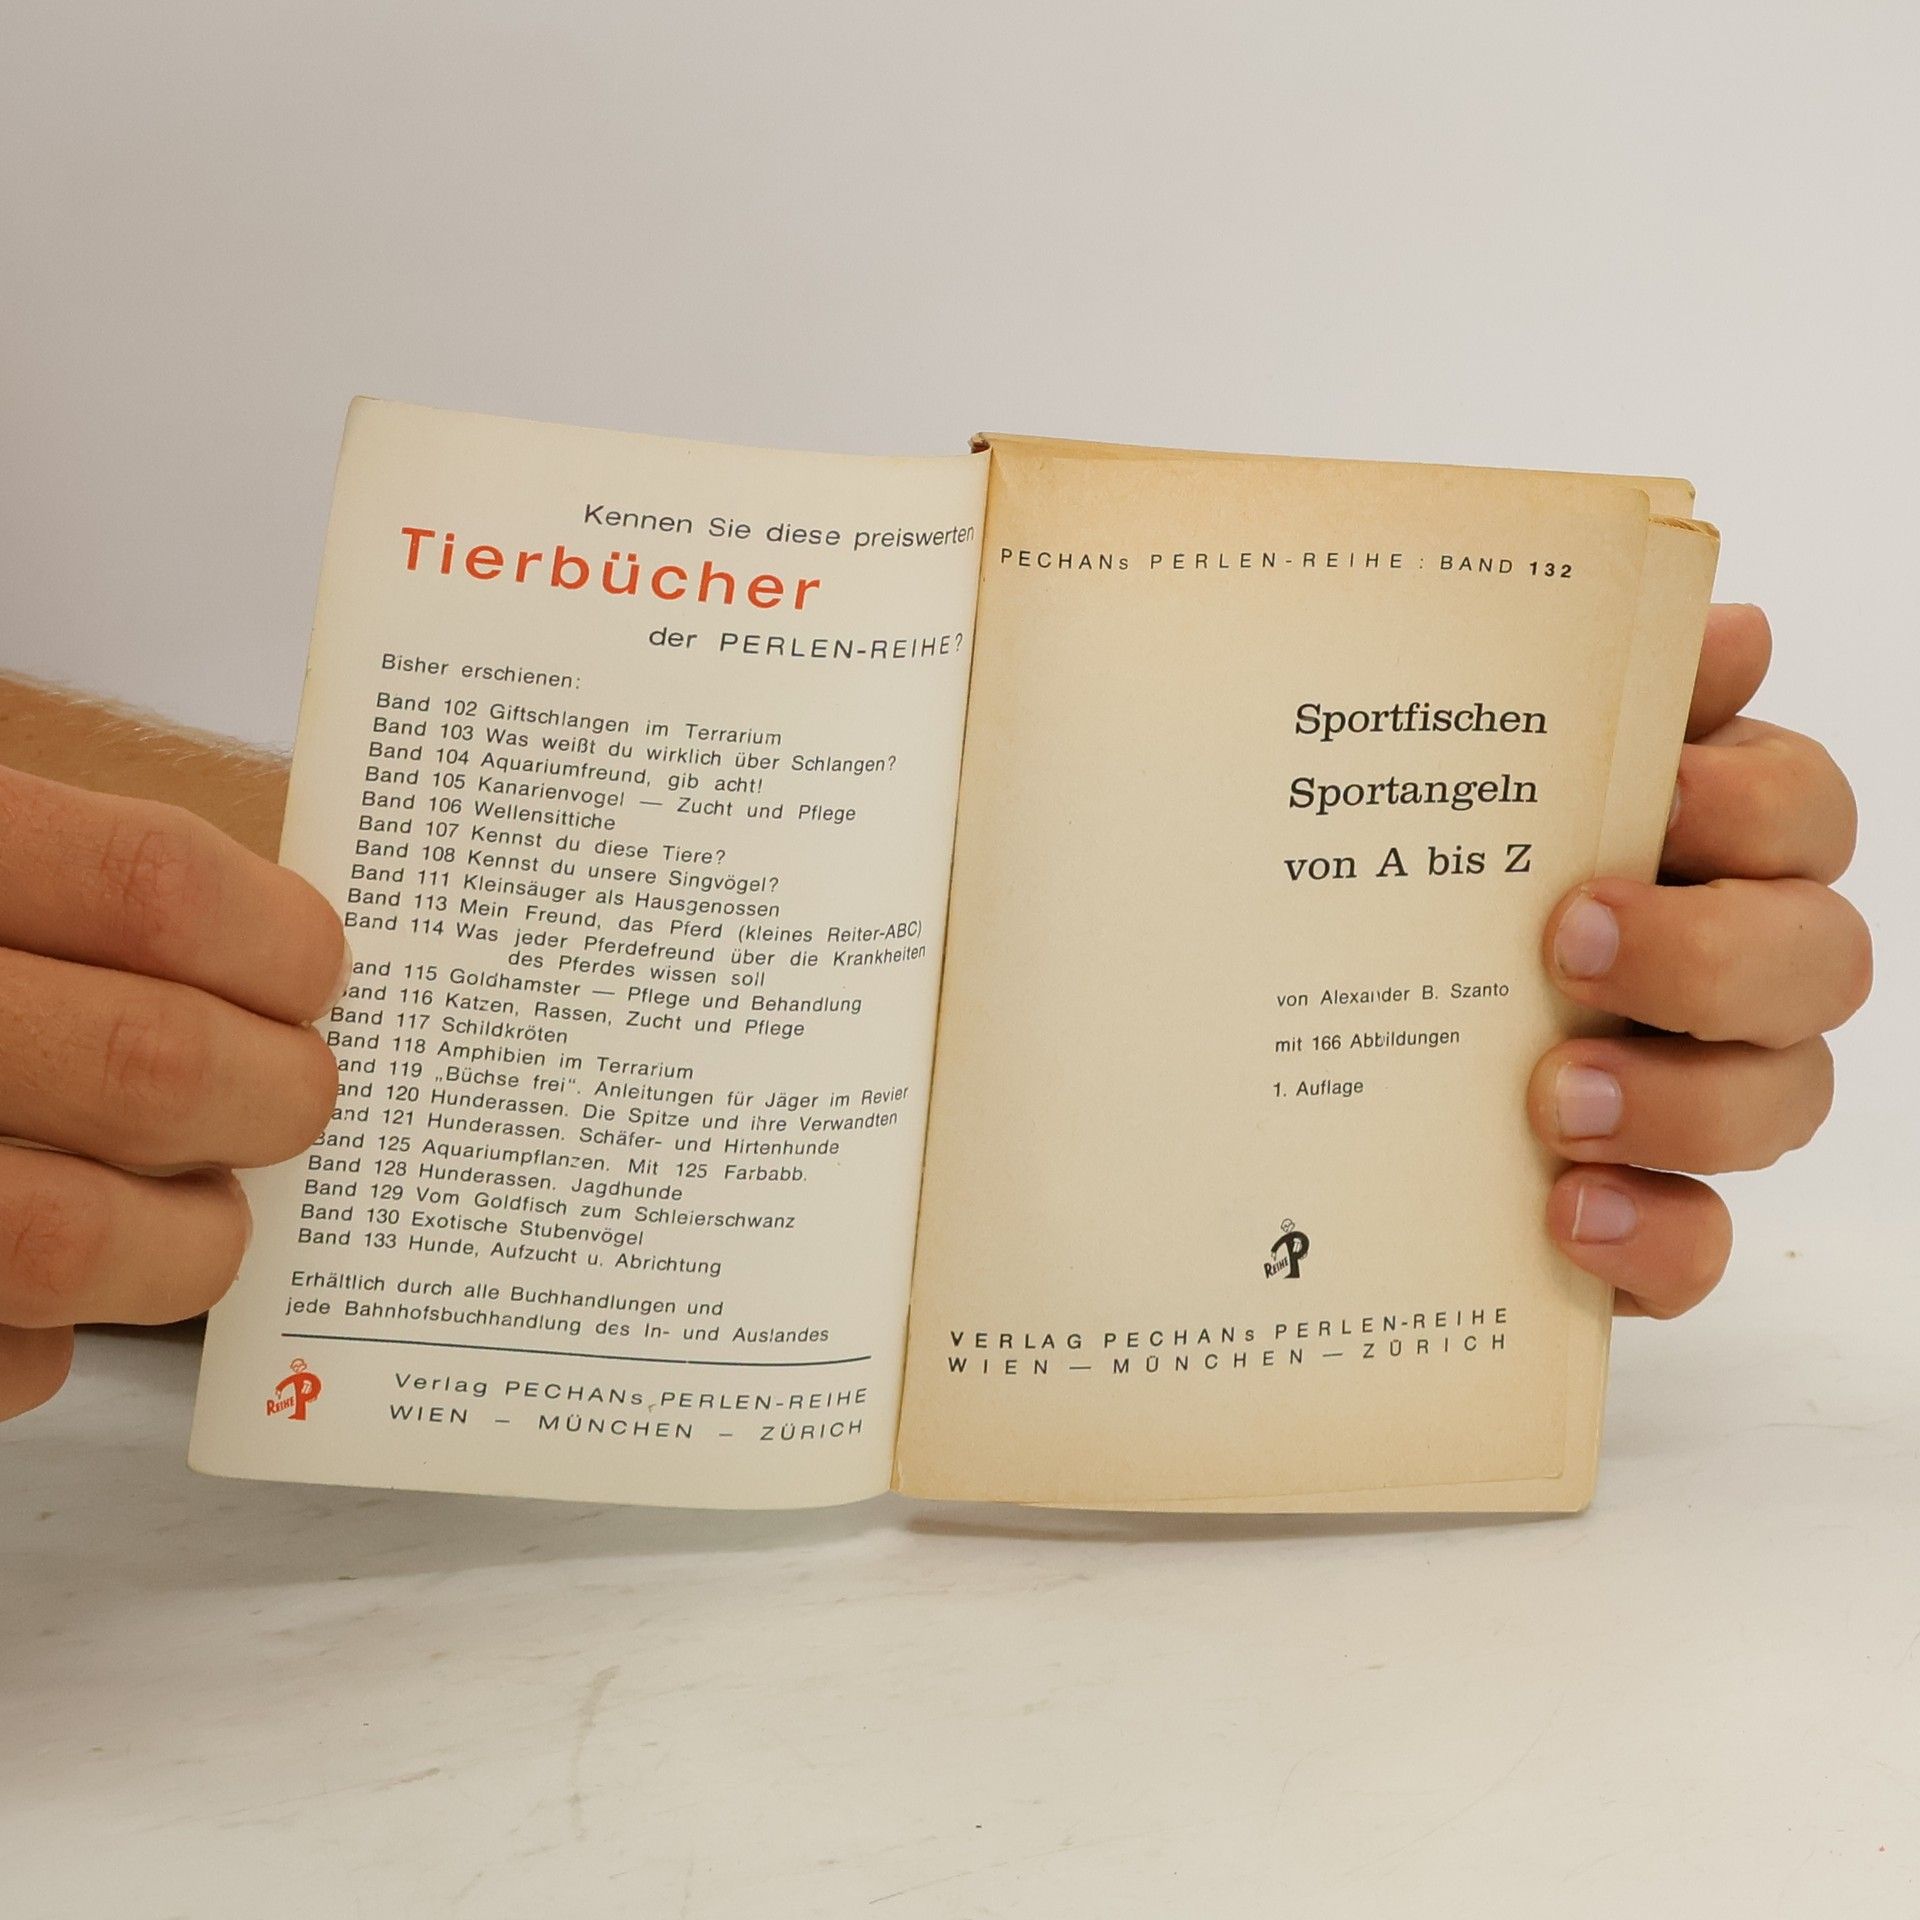 Kennen Sie diese preiswerten
Tierbücher
der PERLEN-REIHE?
Bisher erschienen:
Band 102 Giftschlangen im Terrarium
Band 103 Was weißt du wirklich über Schlangen?
Band 104 Aquariumfreund, gib acht!
Band 105 Kanarienvogel — Zucht und Pflege
Band 106 Wellensittiche
Band 107 Kennst du diese Tiere?
Band 108 Kennst du unsere Singvögel?
Band 111 Kleinsäuger als Hausgenossen
Band 113 Mein Freund, das Pferd (kleines Reiter-ABC)
Band 114 Was jeder Pferdefreund über die Krankheiten
des Pferdes wissen soll
and 115 Goldhamster — Pflege und Behandlung
and 116 Katzen, Rassen, Zucht und Pflege
Band 117 Schildkröten
Band 118 Amphibien im Terrarium
and 119 „Büchse frei“. Anleitungen für Jäger im Revier
and 120 Hunderassen. Die Spitze und ihre Verwandten
and 121 Hunderassen. Schäfer- und Hirtenhunde
Band 125 Aquariumpflanzen. Mit 125 Farbabb.
Band 128 Hunderassen. Jagdhunde
Band 129 Vom Goldfisch zum Schleierschwanz
Band 130 Exotische Stubenvögel
Band 133 Hunde, Aufzucht u. Abrichtung
Erhältlich durch alle Buchhandlungen und
jede Bahnhofsbuchhandlung des In- und Auslandes
REIHE P
Verlag PECHANs PERLEN-REIHE
WIEN – MÜNCHEN – ZÜRICH
PECHANs PERLEN-REIHE : BAND 132
Sportfischen
Sportangeln
von A bis Z
von Alexander B. Szanto
mit 166 Abbildungen
1. Auflage
REIHE P
VERLAG PECHANs PERLEN-REIHE
WIEN — MÜNCHEN — ZÜRICH